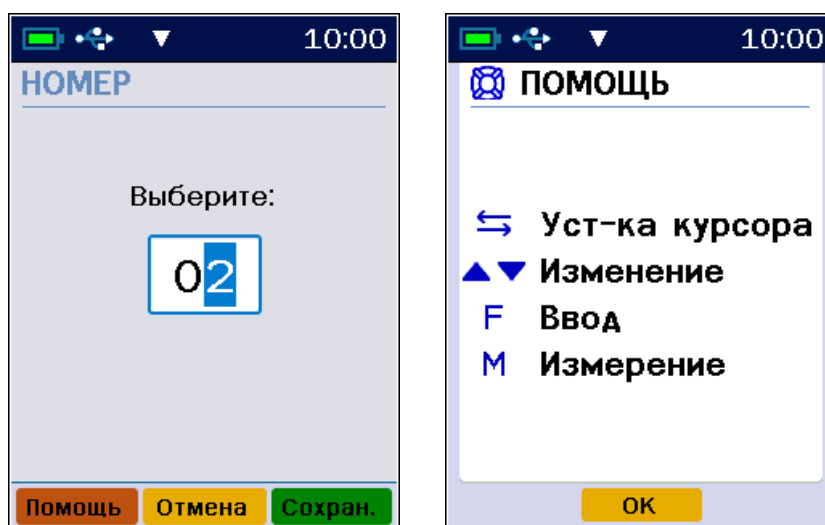 10:00
НОМЕР
Выберите:
02
Помощь Отмена Сохран.
10:00
ПОМОЩЬ
Уст-ка курсора
Изменение
F Ввод
M Измерение
OK